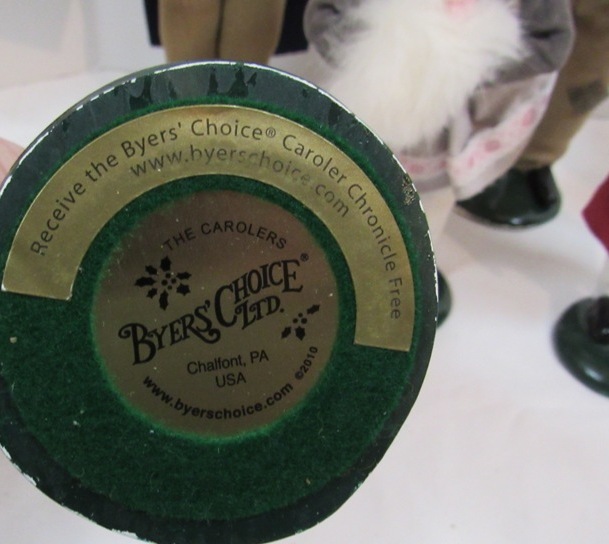 Receive the Byers' Choice® Caroler Chronicle Free
www.byerschoice.com
THE CAROLERS®
BYERS' CHOICE
LTD.
Chalfont, PA
USA
www.byerschoice.com ©2010